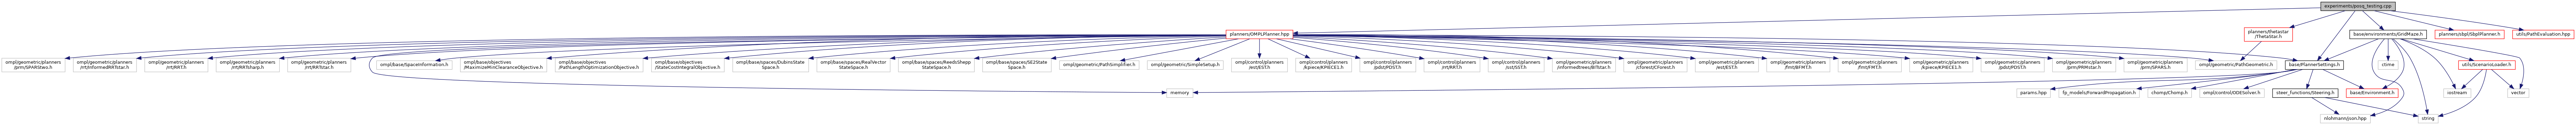 experiments/posq_testing.cpp
planners/OMPLPlanner.hpp
planners/thetastar
/ThetaStar.h
base/environments/GridMaze.h
planners/sbpl/SbplPlanner.h
utils/PathEvaluation.hpp
ompl/geometric/planners
/prm/SPARStwo.h
ompl/geometric/planners
/rrt/InformedRRTstar.h
ompl/geometric/planners
/rrt/RRT.h
ompl/geometric/planners
/rrt/RRTsharp.h
ompl/geometric/planners
/rrt/RRTstar.h
ompl/base/SpaceInformation.h
ompl/base/objectives
/MaximizeMinClearanceObjective.h
ompl/base/objectives
/PathLengthOptimizationObjective.h
ompl/base/objectives
/StateCostIntegralObjective.h
ompl/base/spaces/DubinsState
Space.h
ompl/base/spaces/RealVector
StateSpace.h
ompl/base/spaces/ReedsShepp
StateSpace.h
ompl/base/spaces/SE2State
Space.h
ompl/geometric/PathSimplifier.h
ompl/geometric/SimpleSetup.h
ompl/control/planners
/est/EST.h
ompl/control/planners
/kpiece/KPIECE1.h
ompl/control/planners
/pdst/PDST.h
ompl/control/planners
/rrt/RRT.h
ompl/control/planners
/sst/SST.h
ompl/geometric/planners
/informedtrees/BITstar.h
ompl/geometric/planners
/cforest/CForest.h
ompl/geometric/planners
/est/EST.h
ompl/geometric/planners
/fmt/BFMT.h
ompl/geometric/planners
/fmt/FMT.h
ompl/geometric/planners
/kpiece/KPIECE1.h
ompl/geometric/planners
/pdst/PDST.h
ompl/geometric/planners
/prm/PRMstar.h
ompl/geometric/planners
/prm/SPARS.h
ompl/geometric/PathGeometric.h
base/PlannerSettings.h
ctime
utils/ScenarioLoader.h
memory
params.hpp
fp_models/ForwardPropagation.h
chomp/Chomp.h
ompl/control/ODESolver.h
steer_functions/Steering.h
base/Environment.h
iostream
vector
nlohmann/json.hpp
string